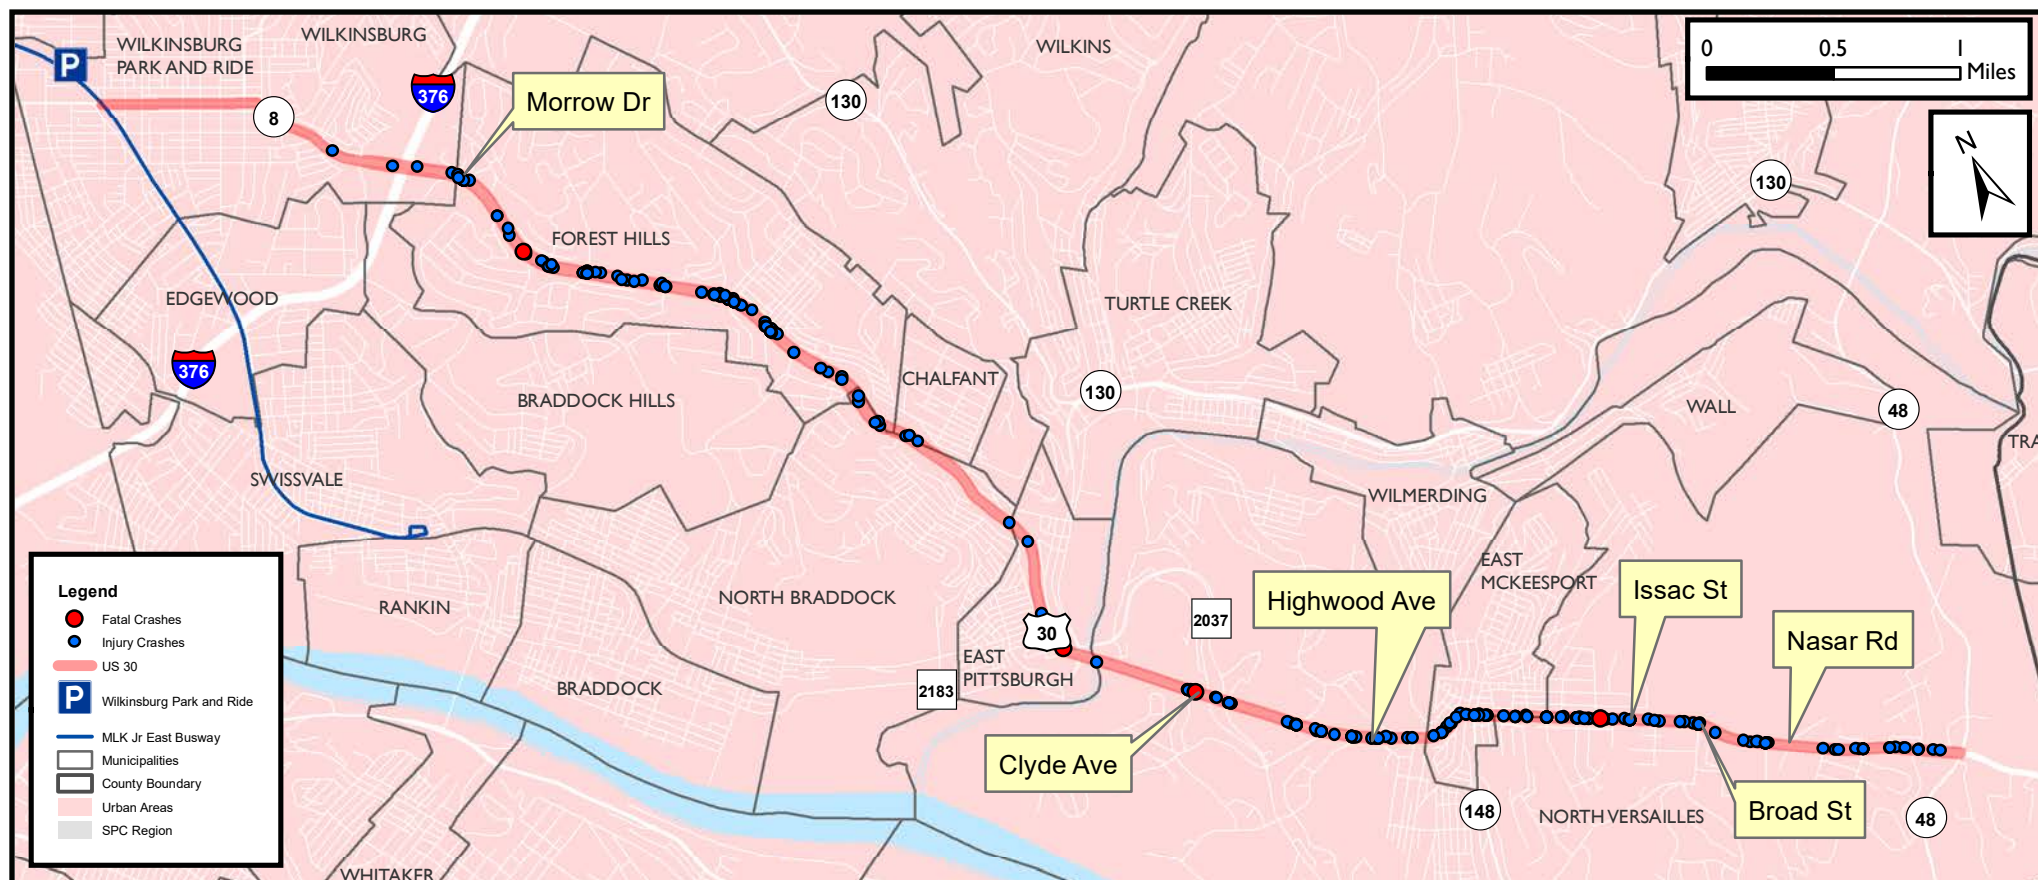 WILKINSBURG
PARK AND RIDE
WILKINSBURG
P
376
8
Morrow Dr
130
WILKINS
0 0.5 1
Miles
N
130
FOREST HILLS
EDGEWOOD
376
TURTLE CREEK
CHALFANT
BRADDOCK HILLS
130
WALL
48
TRA
SWISSVALE
WILMERDING
EAST
MCKEESPORT
Issac St
Highwood Ave
Nasar Rd
NORTH BRADDOCK
RANKIN
2037
30
EAST
PITTSBURGH
2183
BRADDOCK
Clyde Ave
148
NORTH VERSAILLES
Broad St
48
WHITAKER
Legend
Fatal Crashes
Injury Crashes
US 30
P
Wilkinsburg Park and Ride
MLK Jr East Busway
Municipalities
County Boundary
Urban Areas
SPC Region